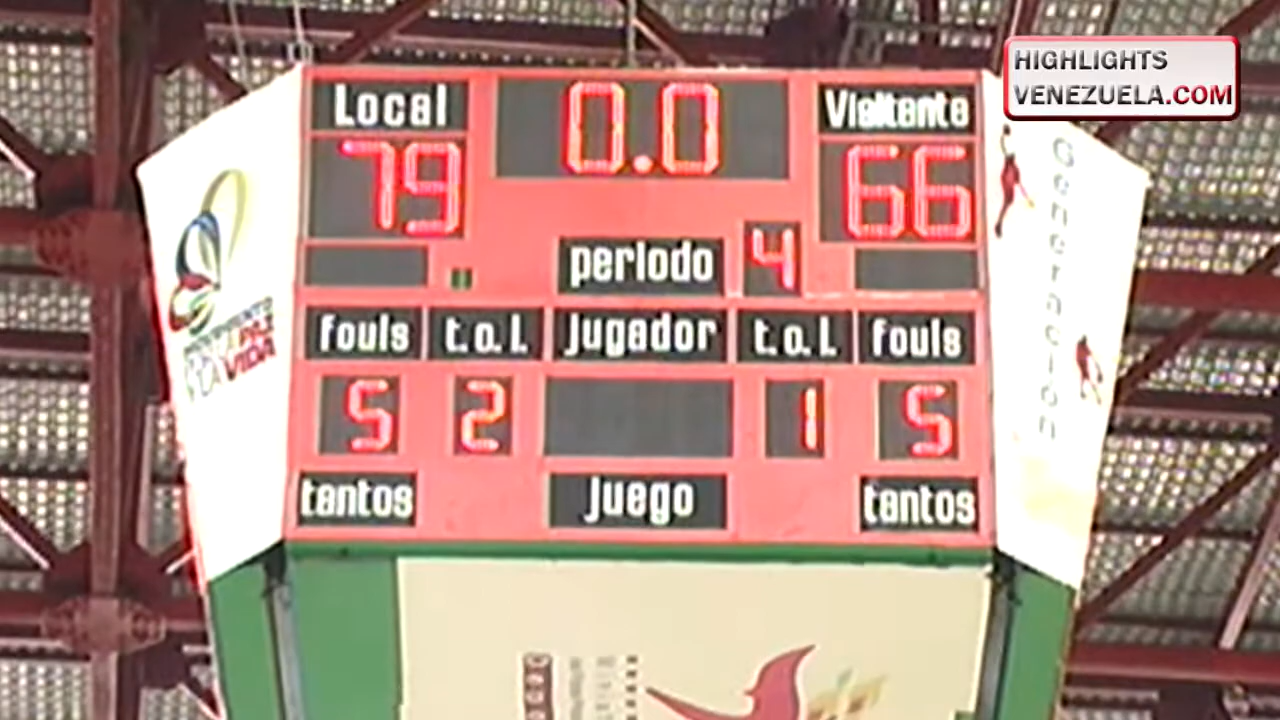 HIGHLIGHTS
VENEZUELA.COM
Local
0.0
Visitante
79
66
periodo
4
fouls
t.o.l.
jugador
t.o.l.
fouls
5
2
1
5
tantos
juego
tantos
VIDA
Generación